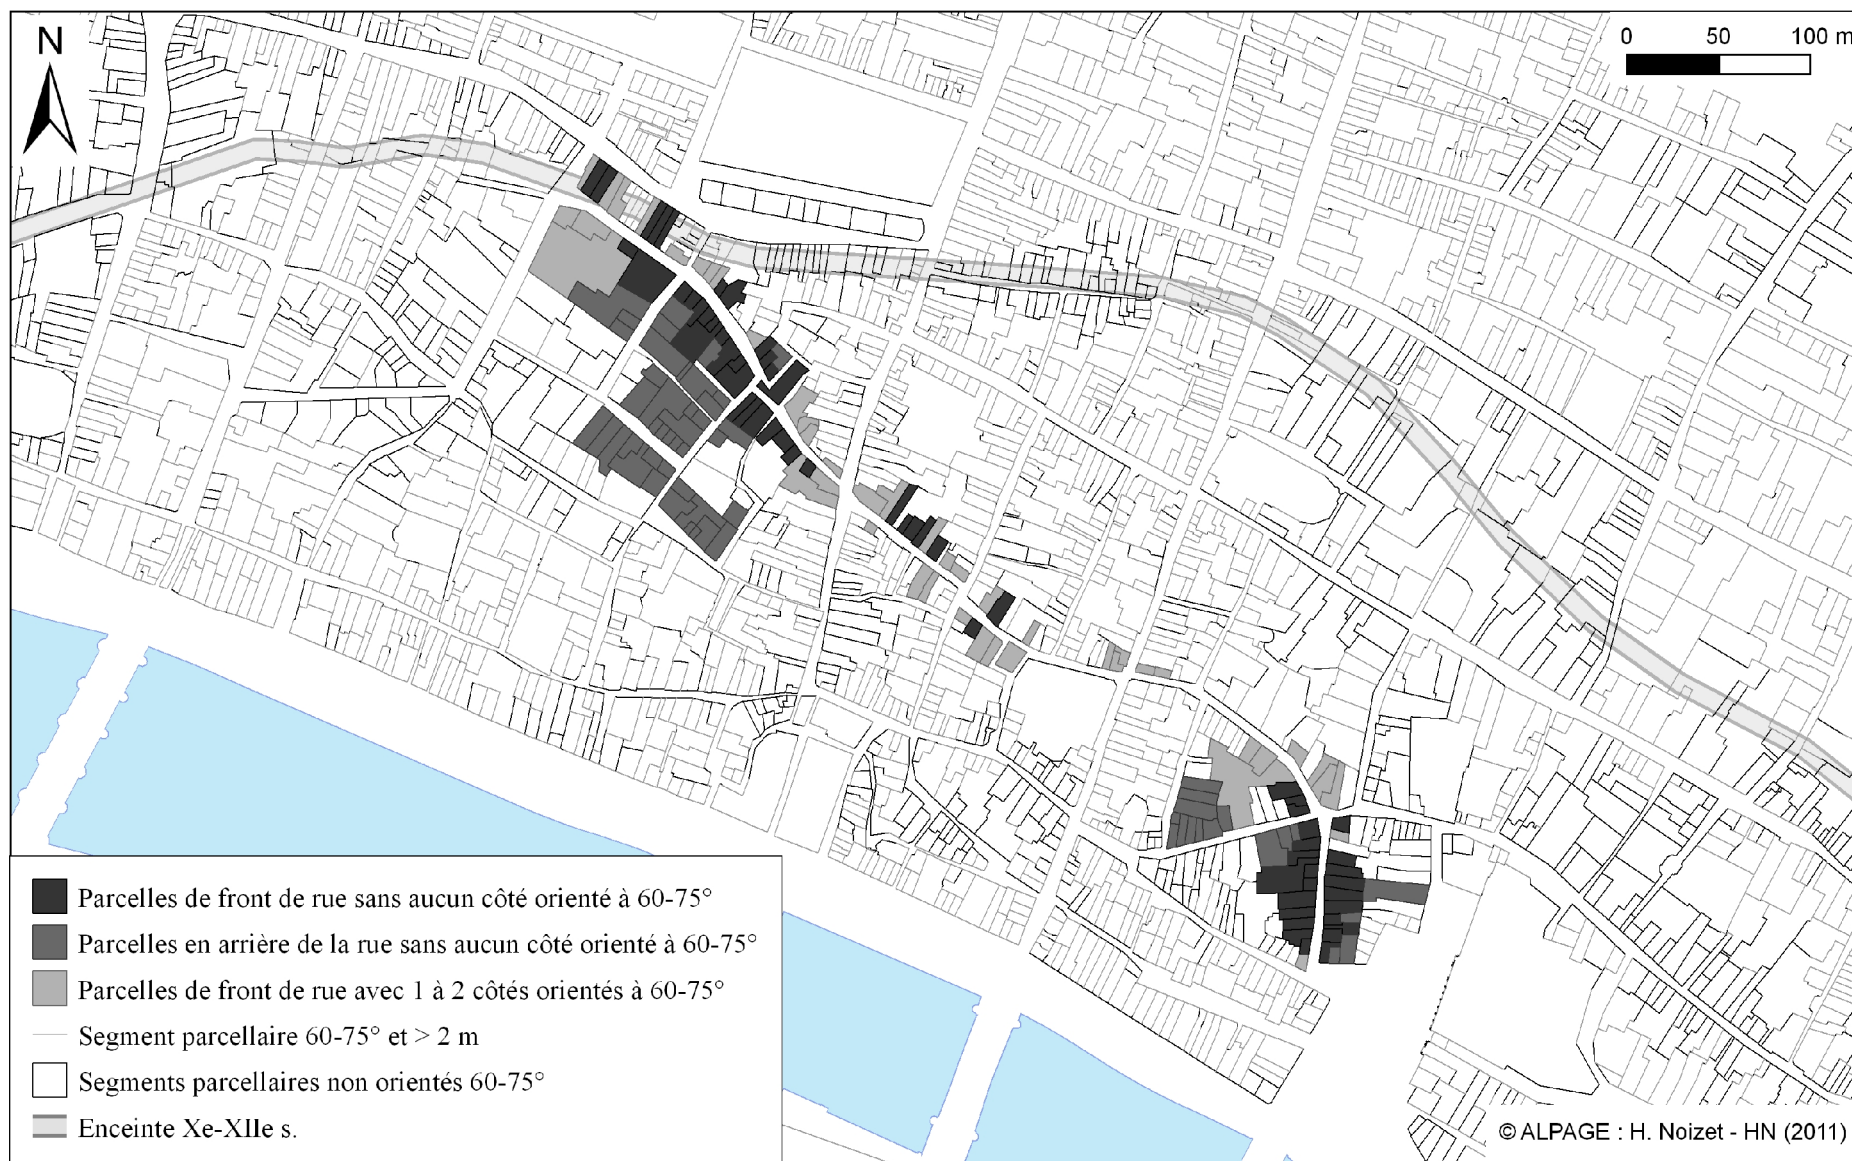 N
0 50 100 m
Parcelles de front de rue sans aucun côté orienté à 60-75°
Parcelles en arrière de la rue sans aucun côté orienté à 60-75°
Parcelles de front de rue avec 1 à 2 côtés orientés à 60-75°
Segment parcellaire 60-75° et > 2 m
Segments parcellaires non orientés 60-75°
Enceinte Xe-XIIe s.
© ALPAGE : H. Noizet - HN (2011)